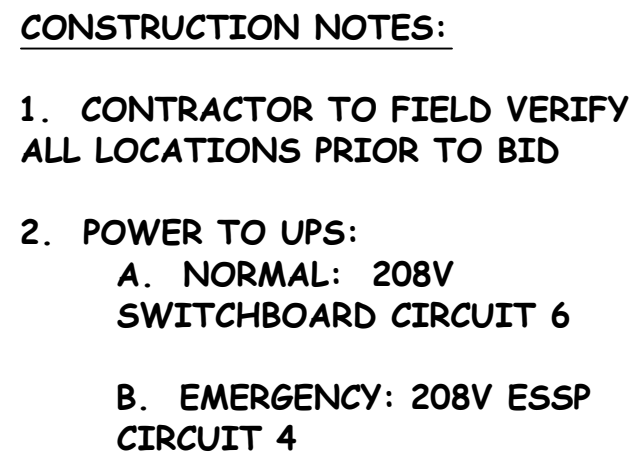 CONSTRUCTION NOTES:
1. CONTRACTOR TO FIELD VERIFY
ALL LOCATIONS PRIOR TO BID
2. POWER TO UPS:
A. NORMAL: 208V
SWITCHBOARD CIRCUIT 6
B. EMERGENCY: 208V ESSP
CIRCUIT 4